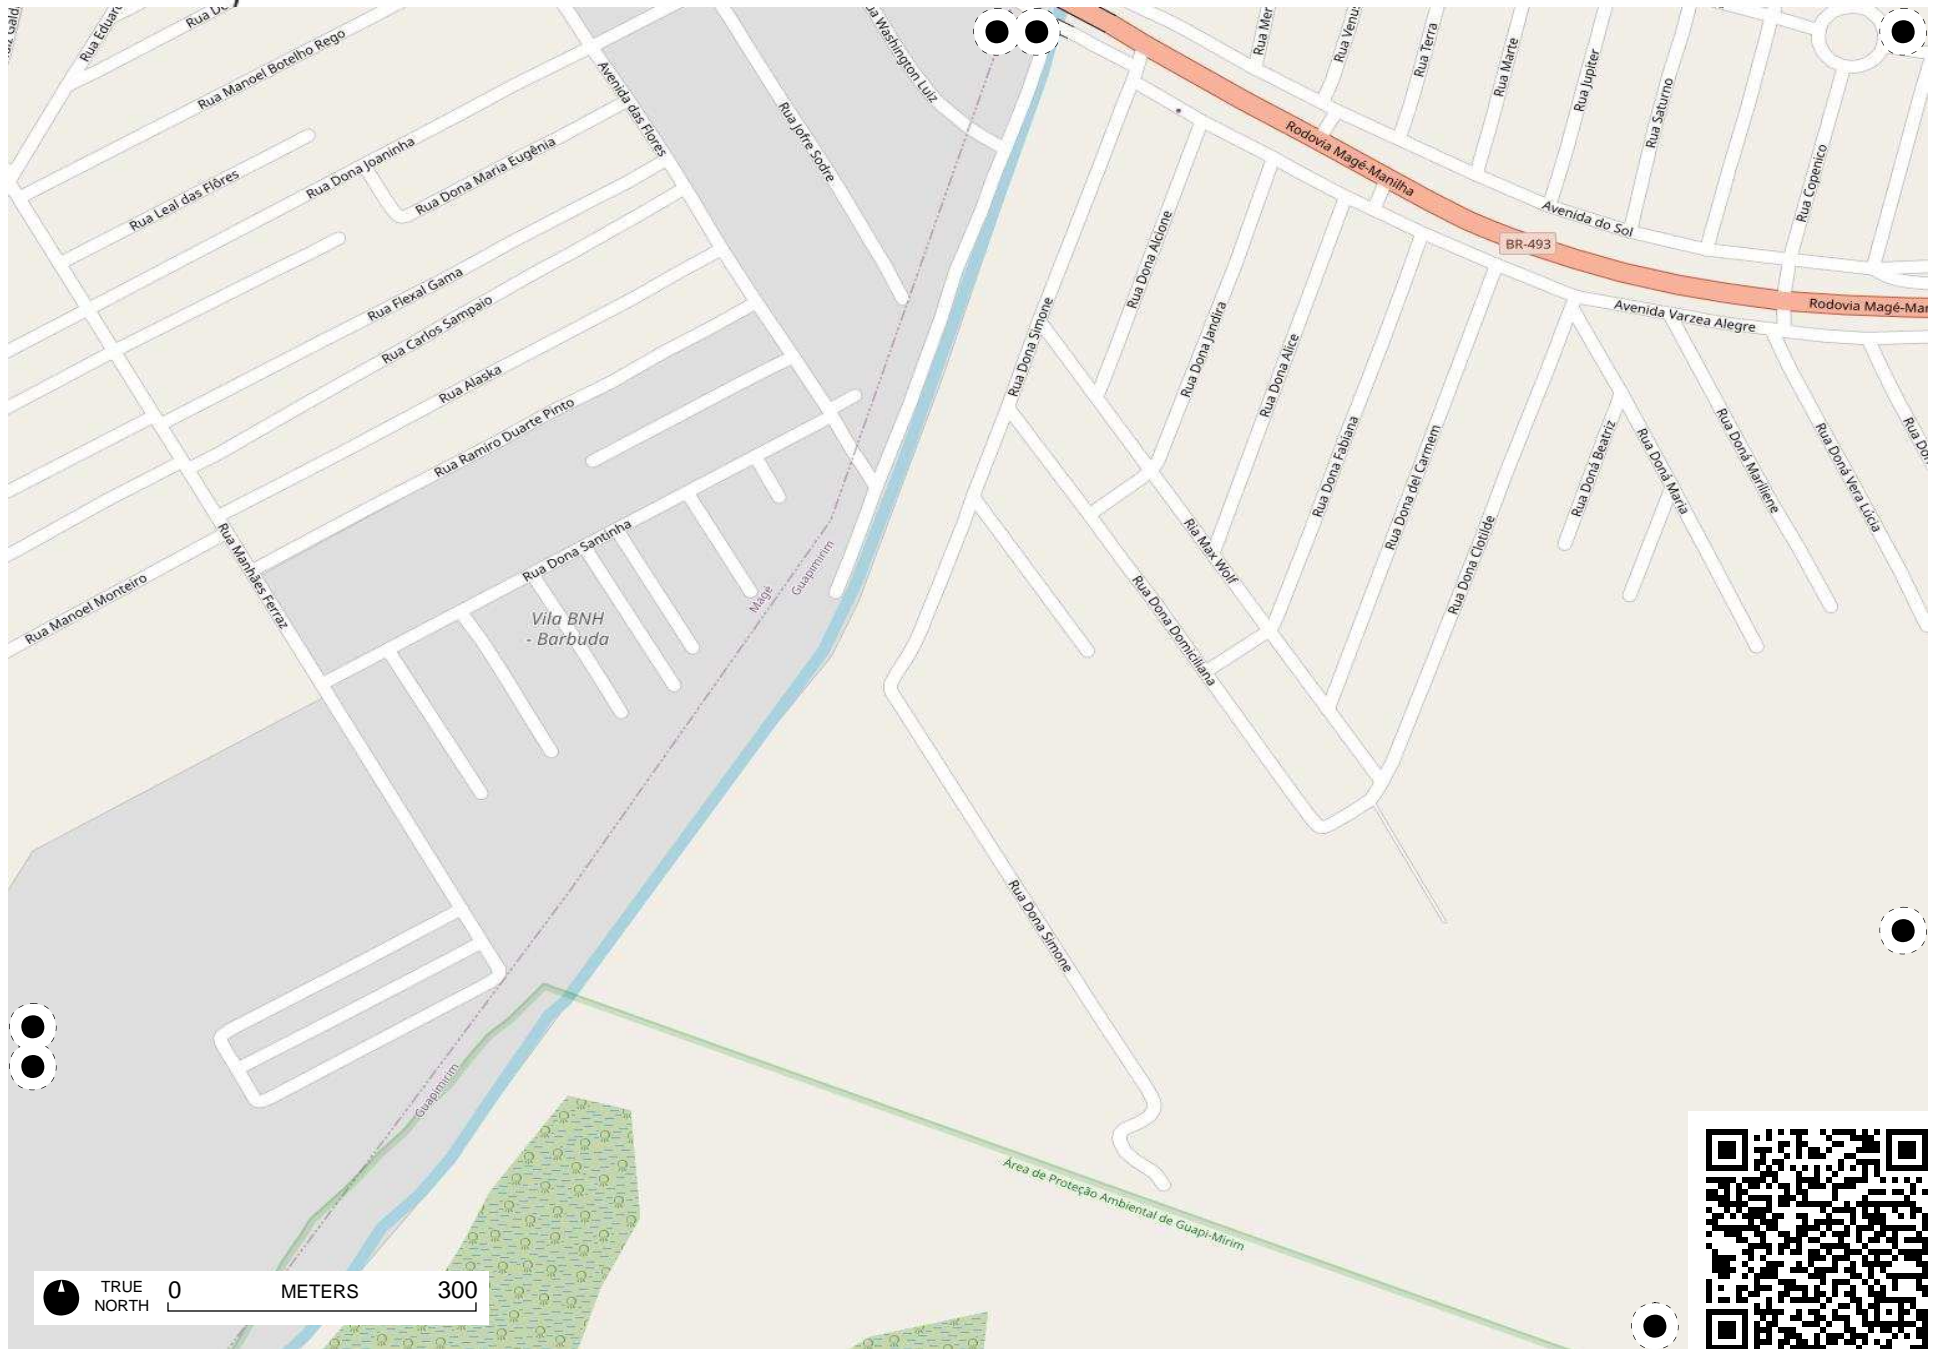 Rua Manoel Botelho Rego
Avenida das Flores
Rua Jofre Sodre
Rua Terra
Rua Marte
Rua Jupiter
Rua Saturno
Rua Copenico
Rodovia Magé-Manilha
Avenida do Sol
BR-493
Rodovia Magé-Mar
Avenida Varzea Alegre
Rua Leal das Flôres
Rua Dona Joaninha
Rua Dona Maria Eugênia
Rua Flexal Gama
Rua Carlos Sampaio
Rua Alaska
Rua Ramiro Duarte Pinto
Rua Dona Simone
Rua Dona Alcione
Rua Dona Jandira
Rua Dona Alice
Rua Dona Fabiana
Rua Dona del Carmem
Rua Dona Clotilde
Rua Doná Beatriz
Rua Doná Maria
Rua Doná Marilene
Rua Doná Vera Lúcia
Rua Manhães Ferraz
Rua Manoel Monteiro
Rua Dona Santinha
Vila BNH
- Barbuda
Magé
Guapimirim
Ria Max Wolf
Rua Dona Domiciliana
Rua Dona Simone
Guapimirim
Área de Proteção Ambiental de Guapi-Mirim
TRUE
NORTH
0 METERS 300